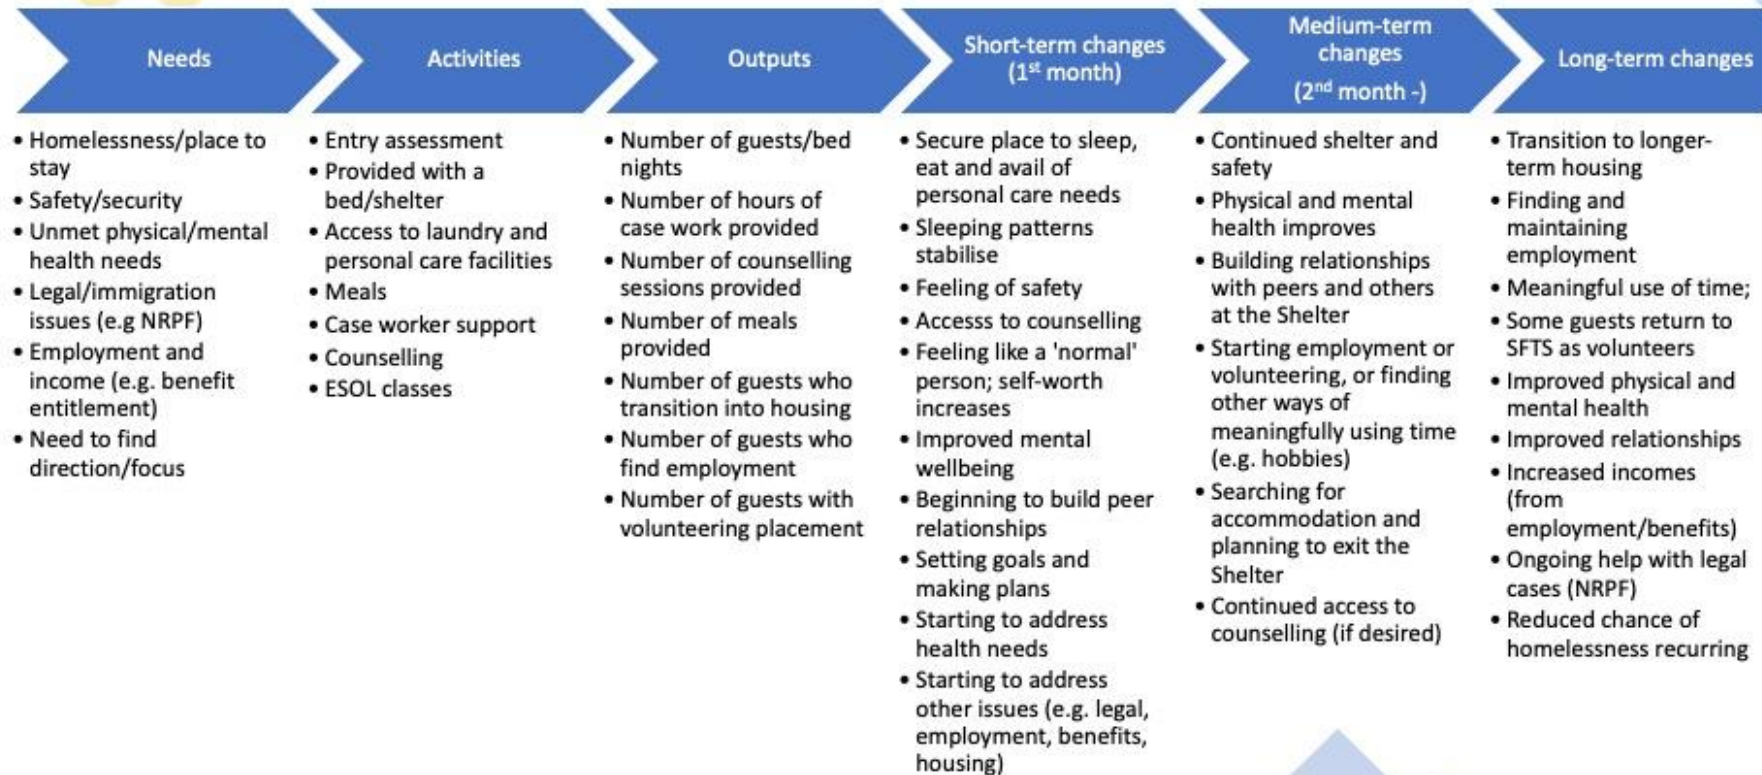 Needs
Activities
Outputs
Short-term changes
(1st month)
Medium-term
changes
(2nd month -)
Long-term changes
• Homelessness/place to
stay
• Safety/security
• Unmet physical/mental
health needs
• Legal/immigration
issues (e.g NRPF)
• Employment and
income (e.g. benefit
entitlement)
• Need to find
direction/focus
• Entry assessment
• Provided with a
bed/shelter
• Access to laundry and
personal care facilities
• Meals
• Case worker support
• Counselling
• ESOL classes
• Number of guests/bed
nights
• Number of hours of
case work provided
• Number of counselling
sessions provided
• Number of meals
provided
• Number of guests who
transition into housing
• Number of guests who
find employment
• Number of guests with
volunteering placement
• Secure place to sleep,
eat and avail of
personal care needs
• Sleeping patterns
stabilise
• Feeling of safety
• Accesss to counselling
• Feeling like a 'normal'
person; self-worth
increases
• Improved mental
wellbeing
• Beginning to build peer
relationships
• Setting goals and
making plans
• Starting to address
health needs
• Starting to address
other issues (e.g. legal,
employment, benefits,
housing)
• Continued shelter and
safety
• Physical and mental
health improves
• Building relationships
with peers and others
at the Shelter
• Starting employment or
volunteering, or finding
other ways of
meaningfully using time
(e.g. hobbies)
• Searching for
accommodation and
planning to exit the
Shelter
• Continued access to
counselling (if desired)
• Transition to longer-
term housing
• Finding and
maintaining
employment
• Meaningful use of time;
• Some guests return to
SFTS as volunteers
• Improved physical and
mental health
• Improved relationships
• Increased incomes
(from
employment/benefits)
• Ongoing help with legal
cases (NRPF)
• Reduced chance of
homelessness recurring